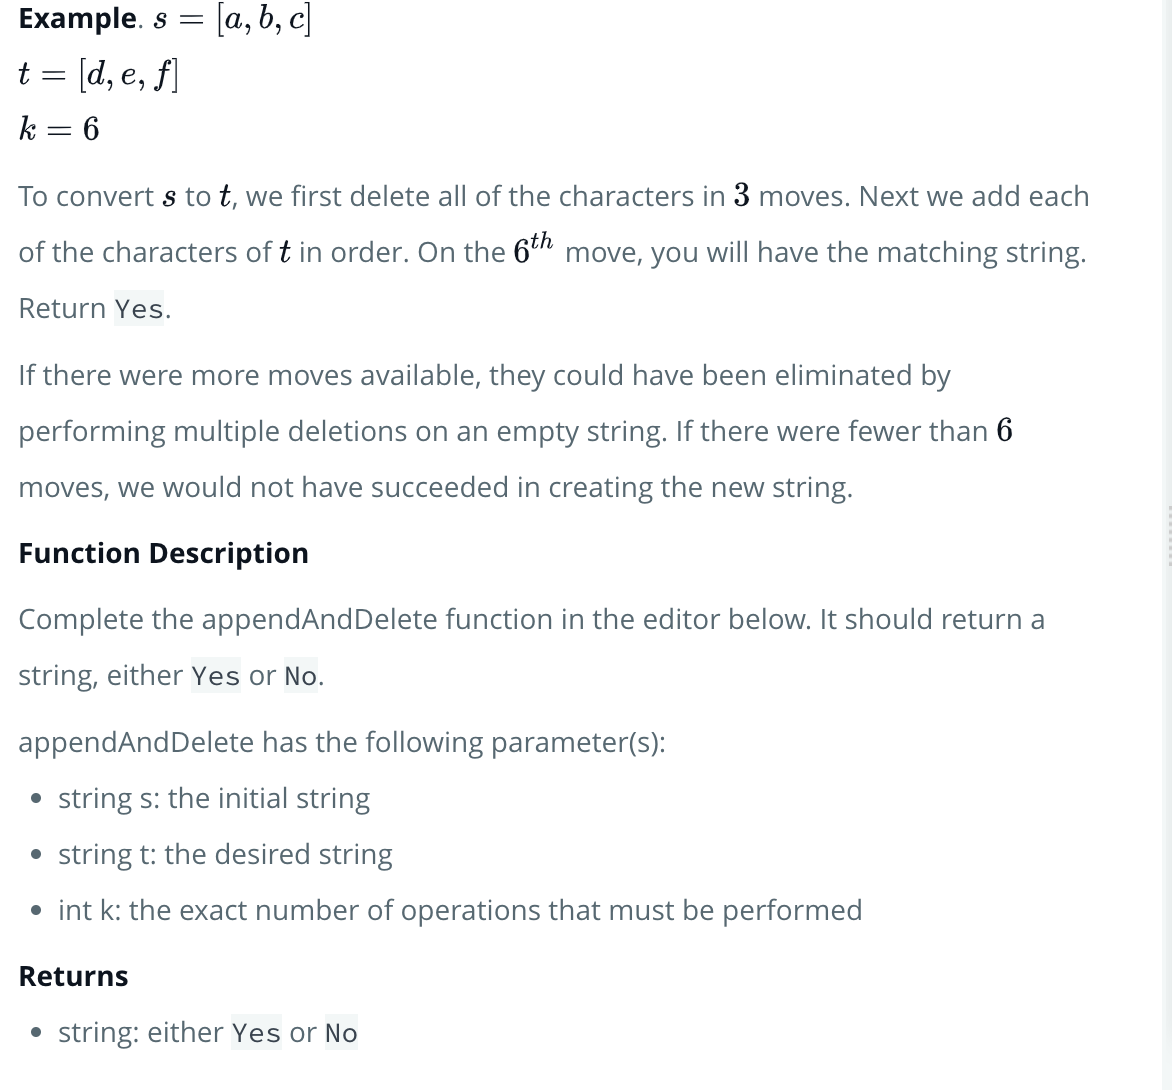 Example. s = [a, b, c]
t = [d, e, f]
k = 6
To convert s to t, we first delete all of the characters in 3 moves. Next we add each
of the characters of t in order. On the 6th move, you will have the matching string.
Return Yes.
If there were more moves available, they could have been eliminated by
performing multiple deletions on an empty string. If there were fewer than 6
moves, we would not have succeeded in creating the new string.
Function Description
Complete the appendAndDelete function in the editor below. It should return a
string, either Yes or No.
appendAndDelete has the following parameter(s):
• string s: the initial string
• string t: the desired string
• int k: the exact number of operations that must be performed
Returns
• string: either Yes or No